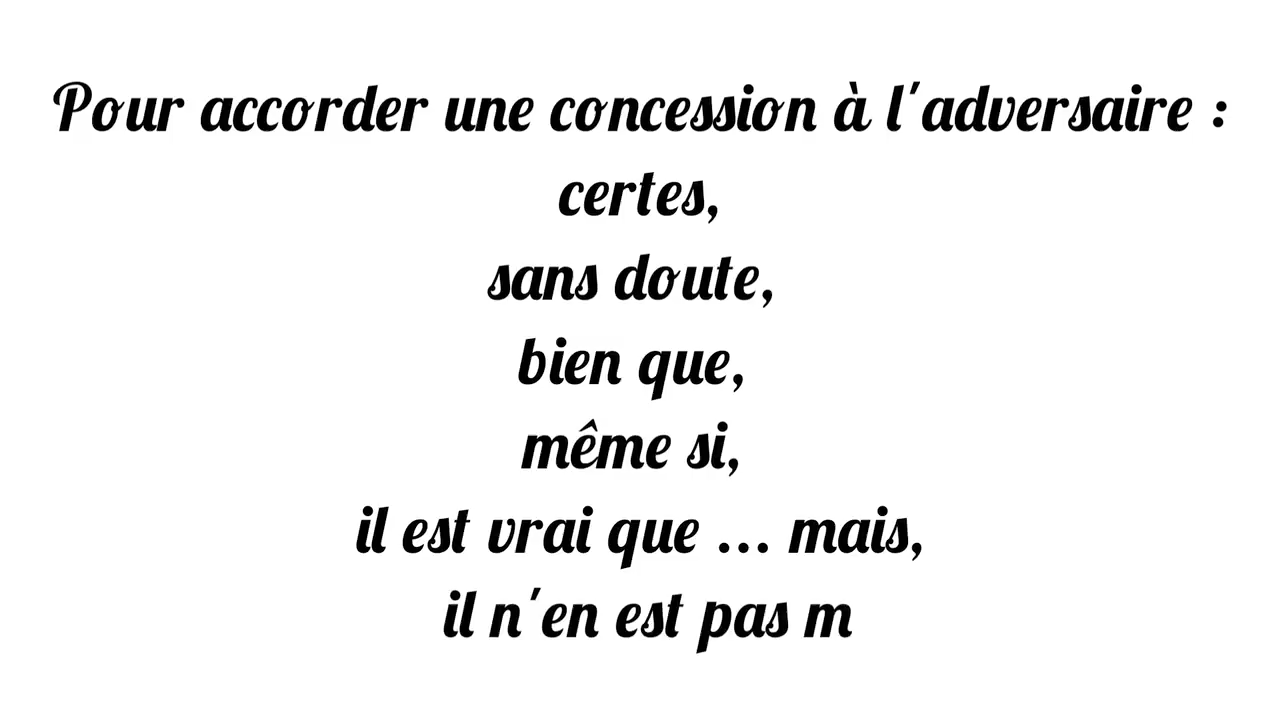 Pour accorder une concession à l'adversaire :
certes,
sans doute,
bien que,
même si,
il est vrai que ... mais,
il n'en est pas m